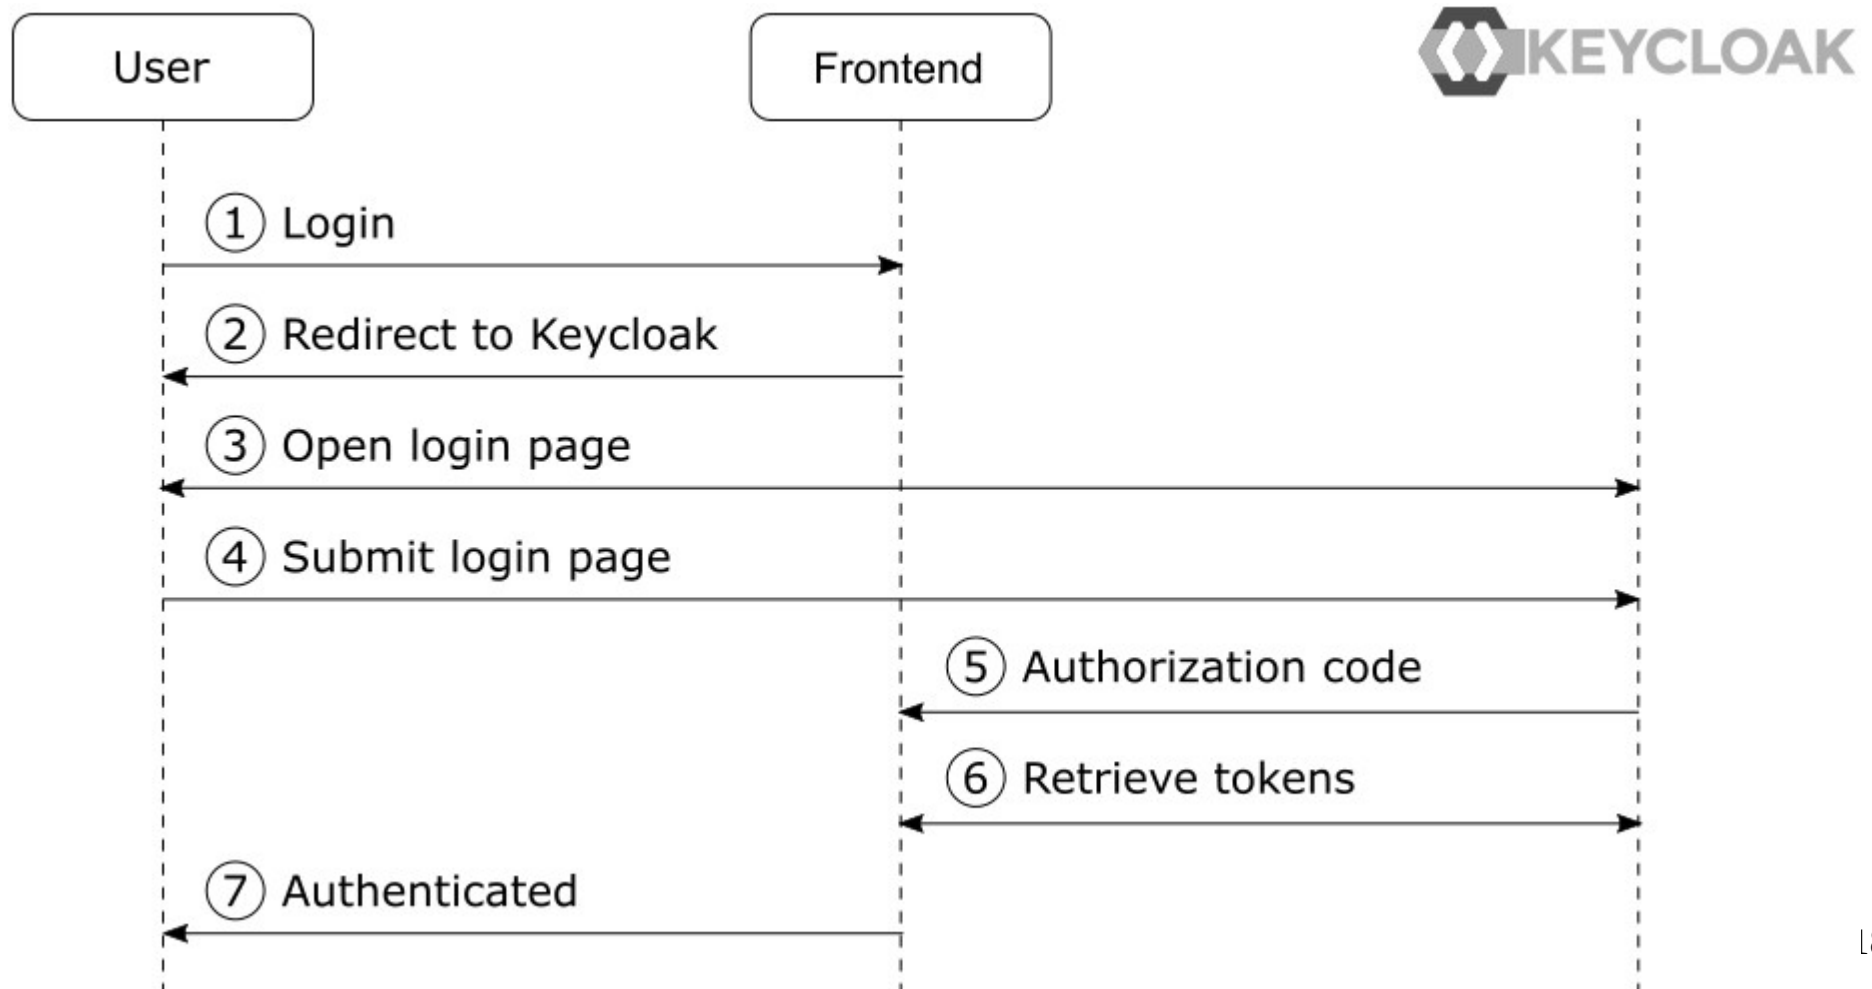 User
Frontend
KEYCLOAK
1 Login
2 Redirect to Keycloak
3 Open login page
4 Submit login page
5 Authorization code
6 Retrieve tokens
7 Authenticated